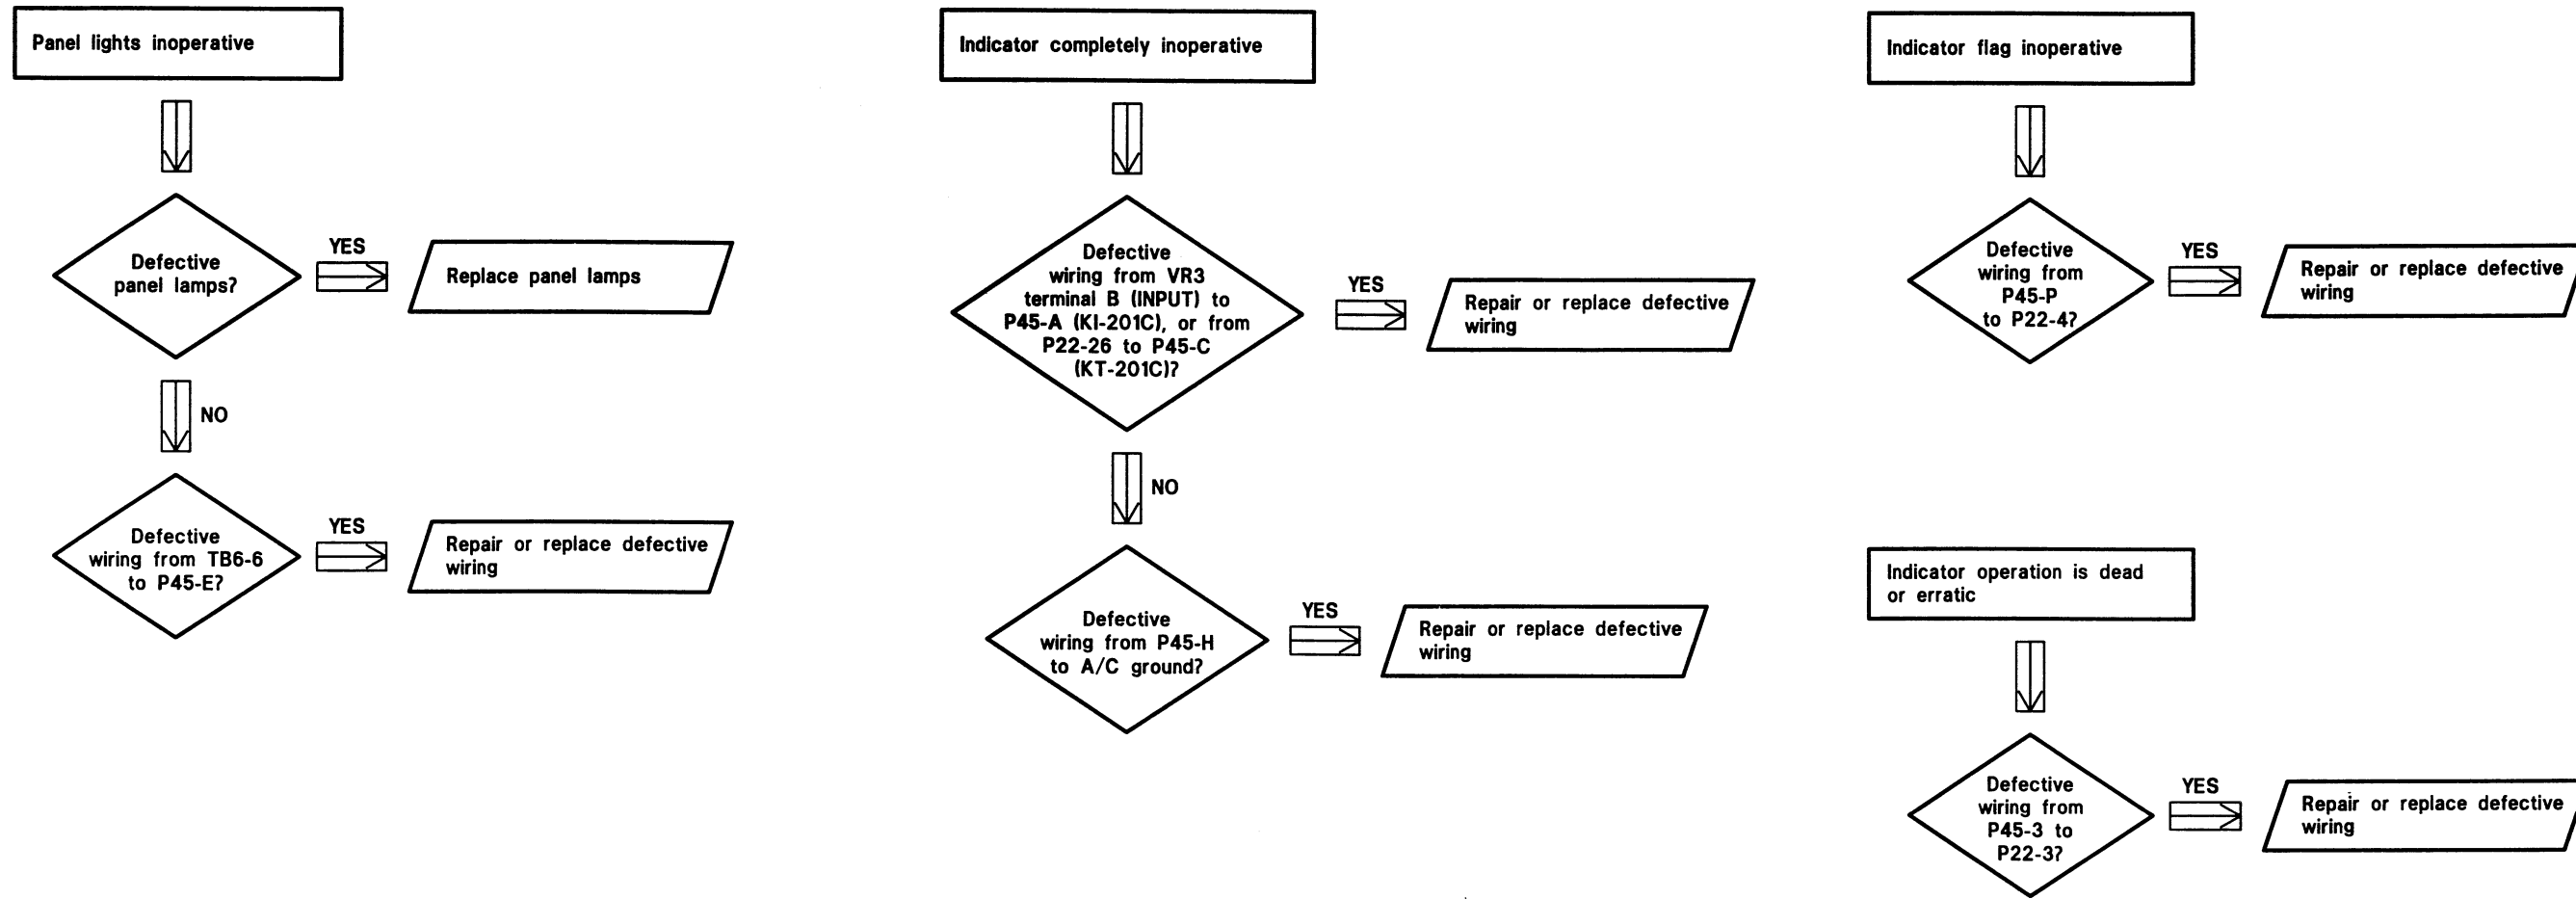 Panel lights inoperative
Defective
panel lamps?
YES
Replace panel lamps
NO
Defective
wiring from TB6-6
to P45-E?
YES
Repair or replace defective
wiring
Indicator completely inoperative
Defective
wiring from VR3
terminal B (INPUT) to
P45-A (KI-201C), or from
P22-26 to P45-C
(KT-201C)?
YES
Repair or replace defective
wiring
NO
Defective
wiring from P45-H
to A/C ground?
YES
Repair or replace defective
wiring
Indicator flag inoperative
Defective
wiring from
P45-P
to P22-4?
YES
Repair or replace defective
wiring
Indicator operation is dead
or erratic
Defective
wiring from
P45-3 to
P22-3?
YES
Repair or replace defective
wiring